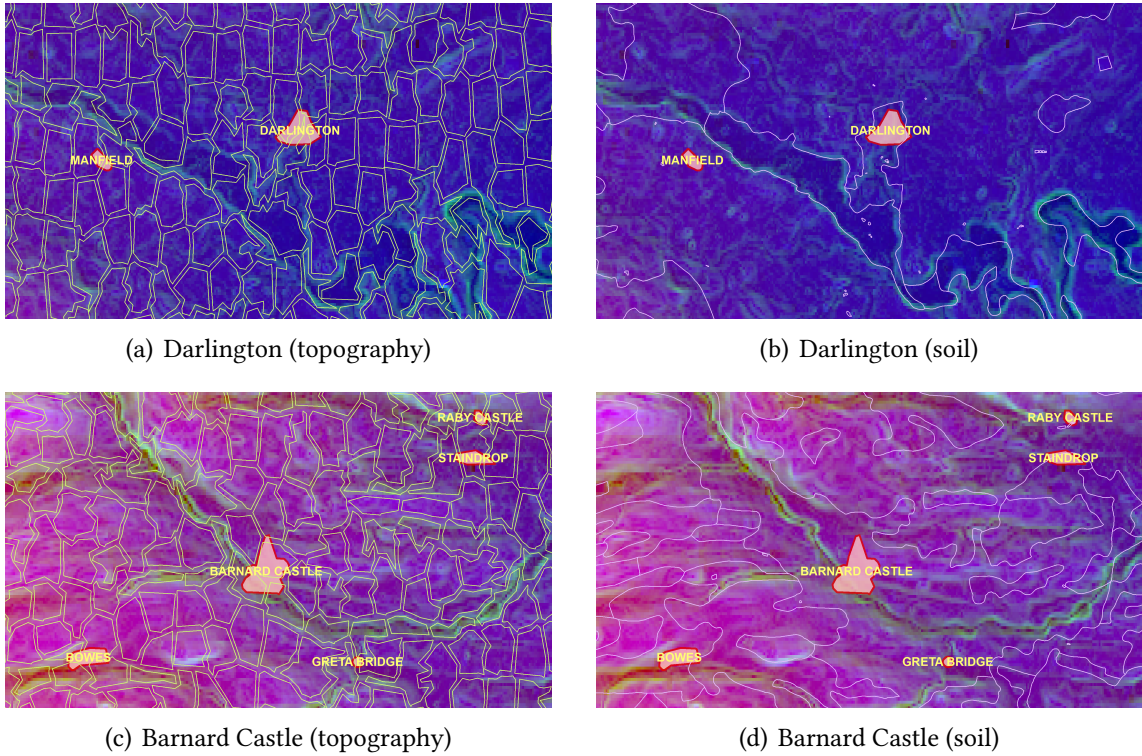 DARLINGTON
DARLINGTON
MANFIELD
MANFIELD
(a) Darlington (topography)
(b) Darlington (soil)
RABY CASTLE
RABY CASTLE
STAINDROP
STAINDROP
BARNARD CASTLE
BARNARD CASTLE
BOWES
GRETA BRIDGE
BOWES
GRETA BRIDGE
(c) Barnard Castle (topography)
(d) Barnard Castle (soil)